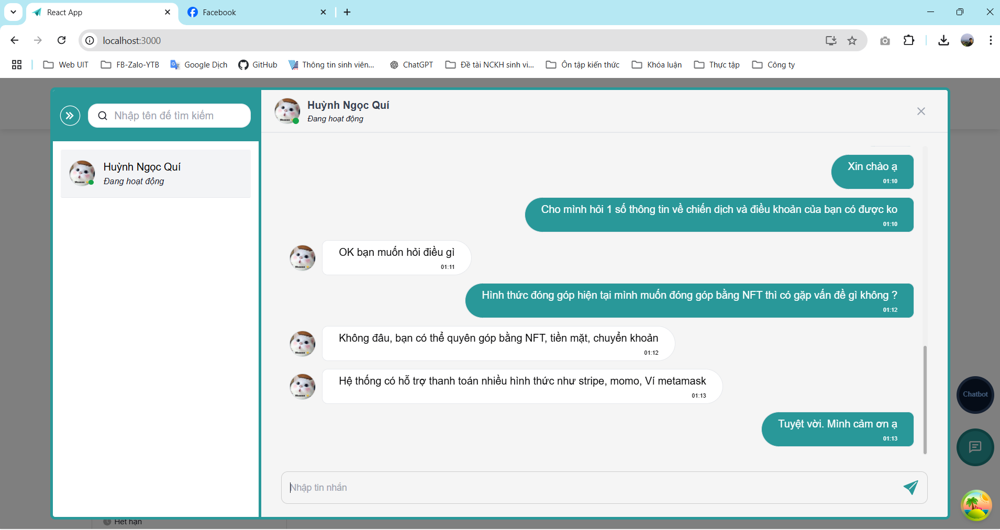 React App
Facebook
localhost:3000
Web UIT
FB-Zalo-YTB
Google Dịch
GitHub
Thông tin sinh viên...
ChatGPT
Đề tài NCKH sinh vi...
Ôn tập kiến thức
Khóa luận
Thực tập
Công ty
Nhập tên để tìm kiếm
Huỳnh Ngọc Quí
Đang hoạt động
Huỳnh Ngọc Quí
Đang hoạt động
Xin chào ạ
01:10
Cho mình hỏi 1 số thông tin về chiến dịch và điều khoản của bạn có được ko
01:10
OK bạn muốn hỏi điều gì
01:11
Hình thức đóng góp hiện tại mình muốn đóng góp bằng NFT thì có gặp vấn đề gì không ?
01:12
Không đâu, bạn có thể quyên góp bằng NFT, tiền mặt, chuyển khoản
01:12
Hệ thống có hỗ trợ thanh toán nhiều hình thức như stripe, momo, Ví metamask
01:13
Tuyệt vời. Mình cảm ơn ạ
01:13
Nhập tin nhắn
Chatbot
Hết hạn